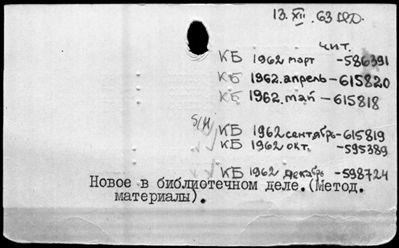 13.XII.63
чит.
КБ 1962 март -586391
КБ 1962.апрель-615820
КБ 1962.май -615818
КБ 1962 сентябрь-615819
КБ 1962 окт. -595389
КБ 1962 декабрь -598724
Новое в библиотечном деле.(Метод.
материалы).